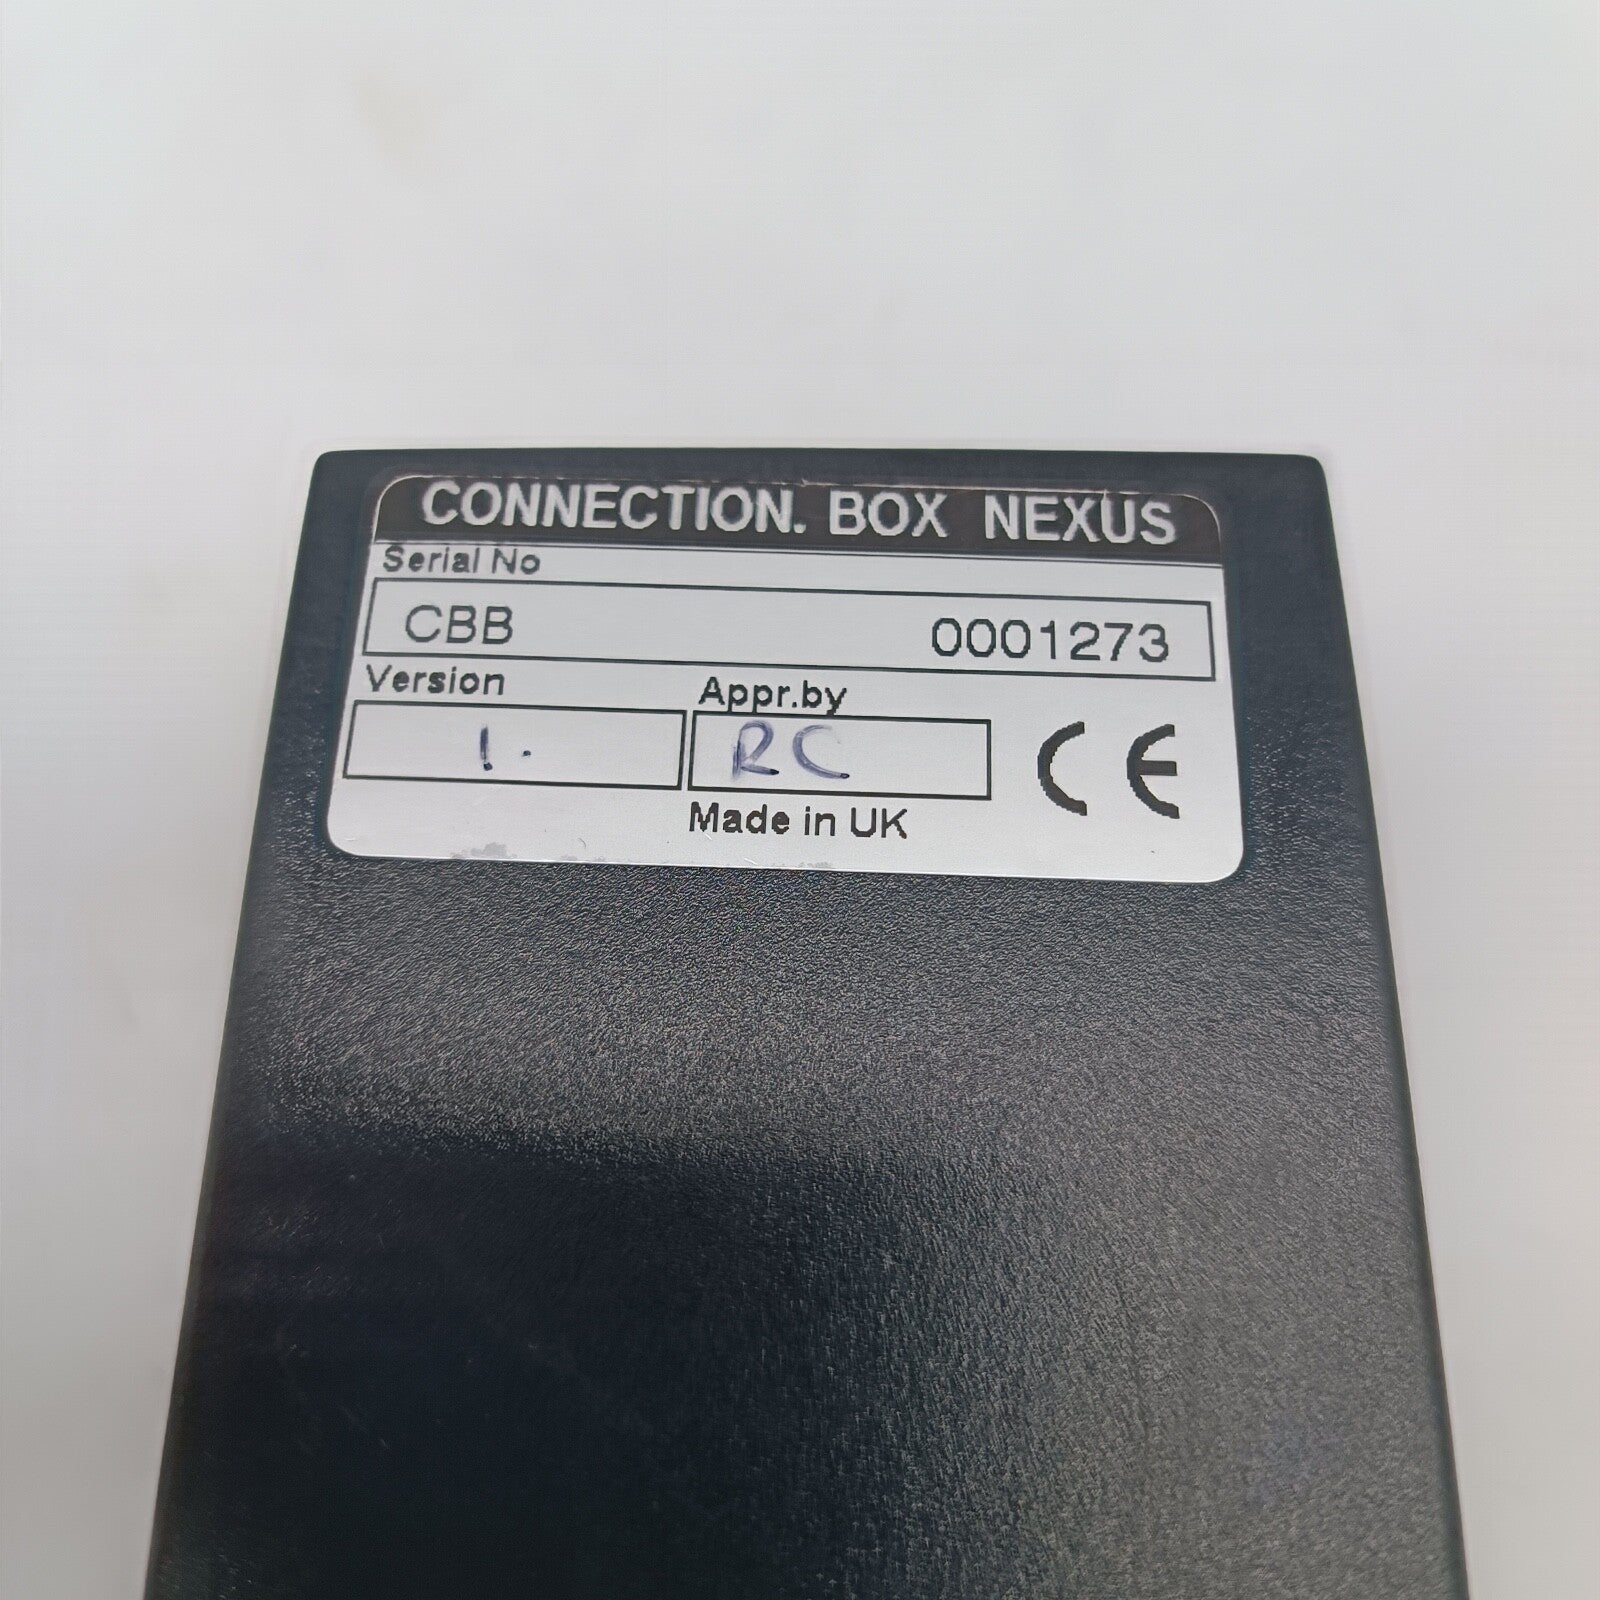 CONNECTION. BOX NEXUS
Serial No
CBB 0001273
Version Appr.by
1. RC
CE
Made in UK